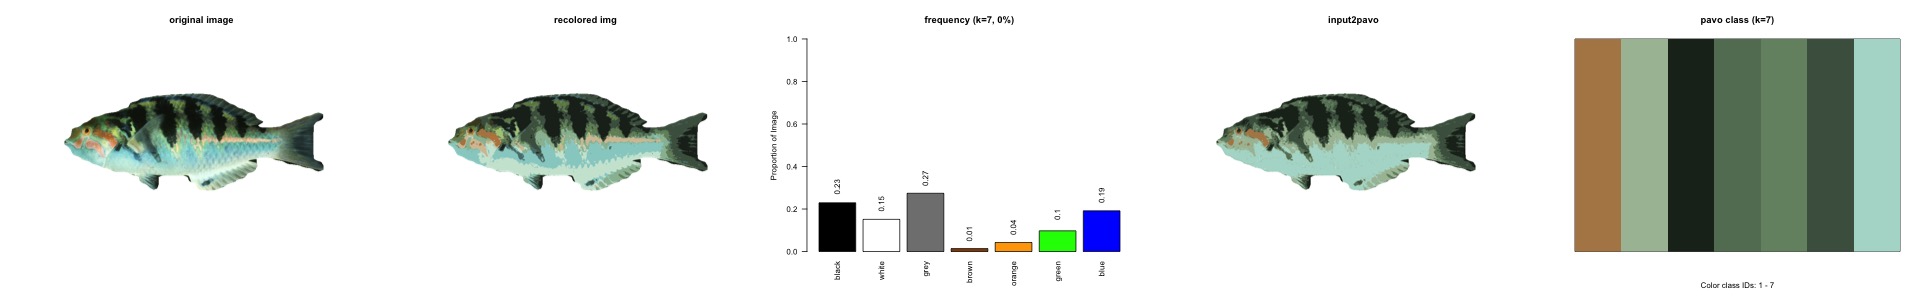 original image
recolored img
frequency (k=7, 0%)
input2pavo
pavo class (k=7)
Proportion of Image
1.0
0.8
0.6
0.4
0.2
0.0
0.23
0.15
0.27
0.01
0.04
0.1
0.19
black
white
grey
brown
orange
green
blue
Color class IDs: 1 - 7